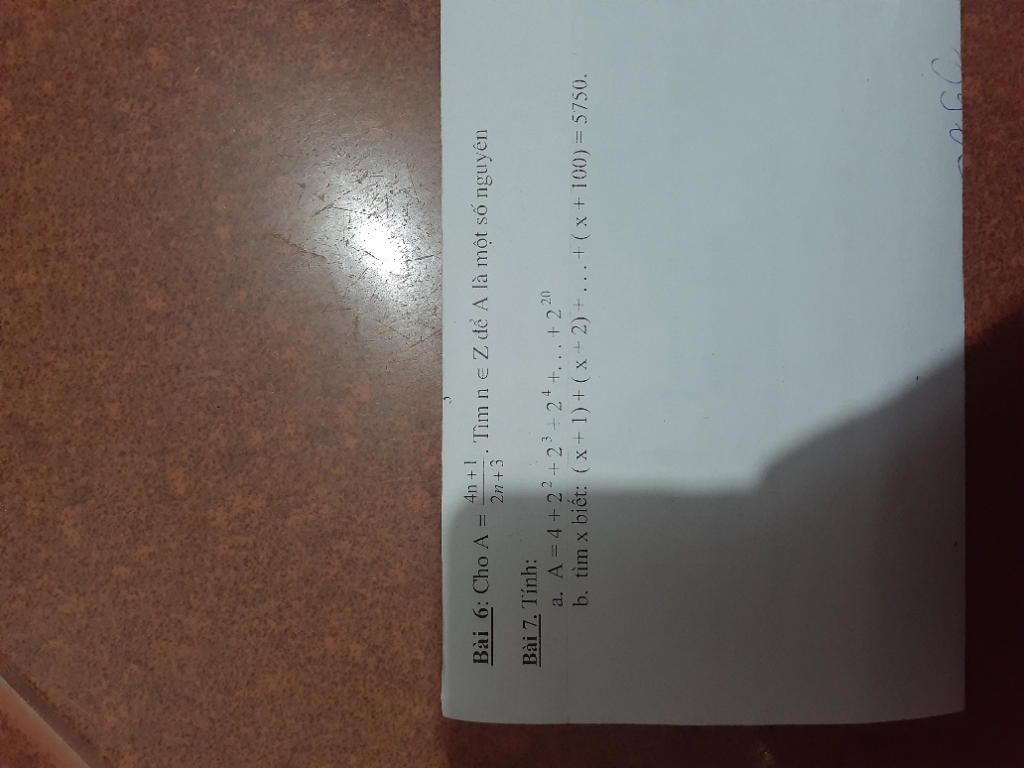 Bài 6: Cho A = \frac{4n+1}{2n+3}. Tìm n ∈ Z để A là một số nguyên
Bài 7. Tính:
a. A = 4 + 2² + 2³ + 2⁴ + . . . + 2²⁰
b. tìm x biết: ( x + 1) + ( x + 2) + . . . + ( x + 100) = 5750.